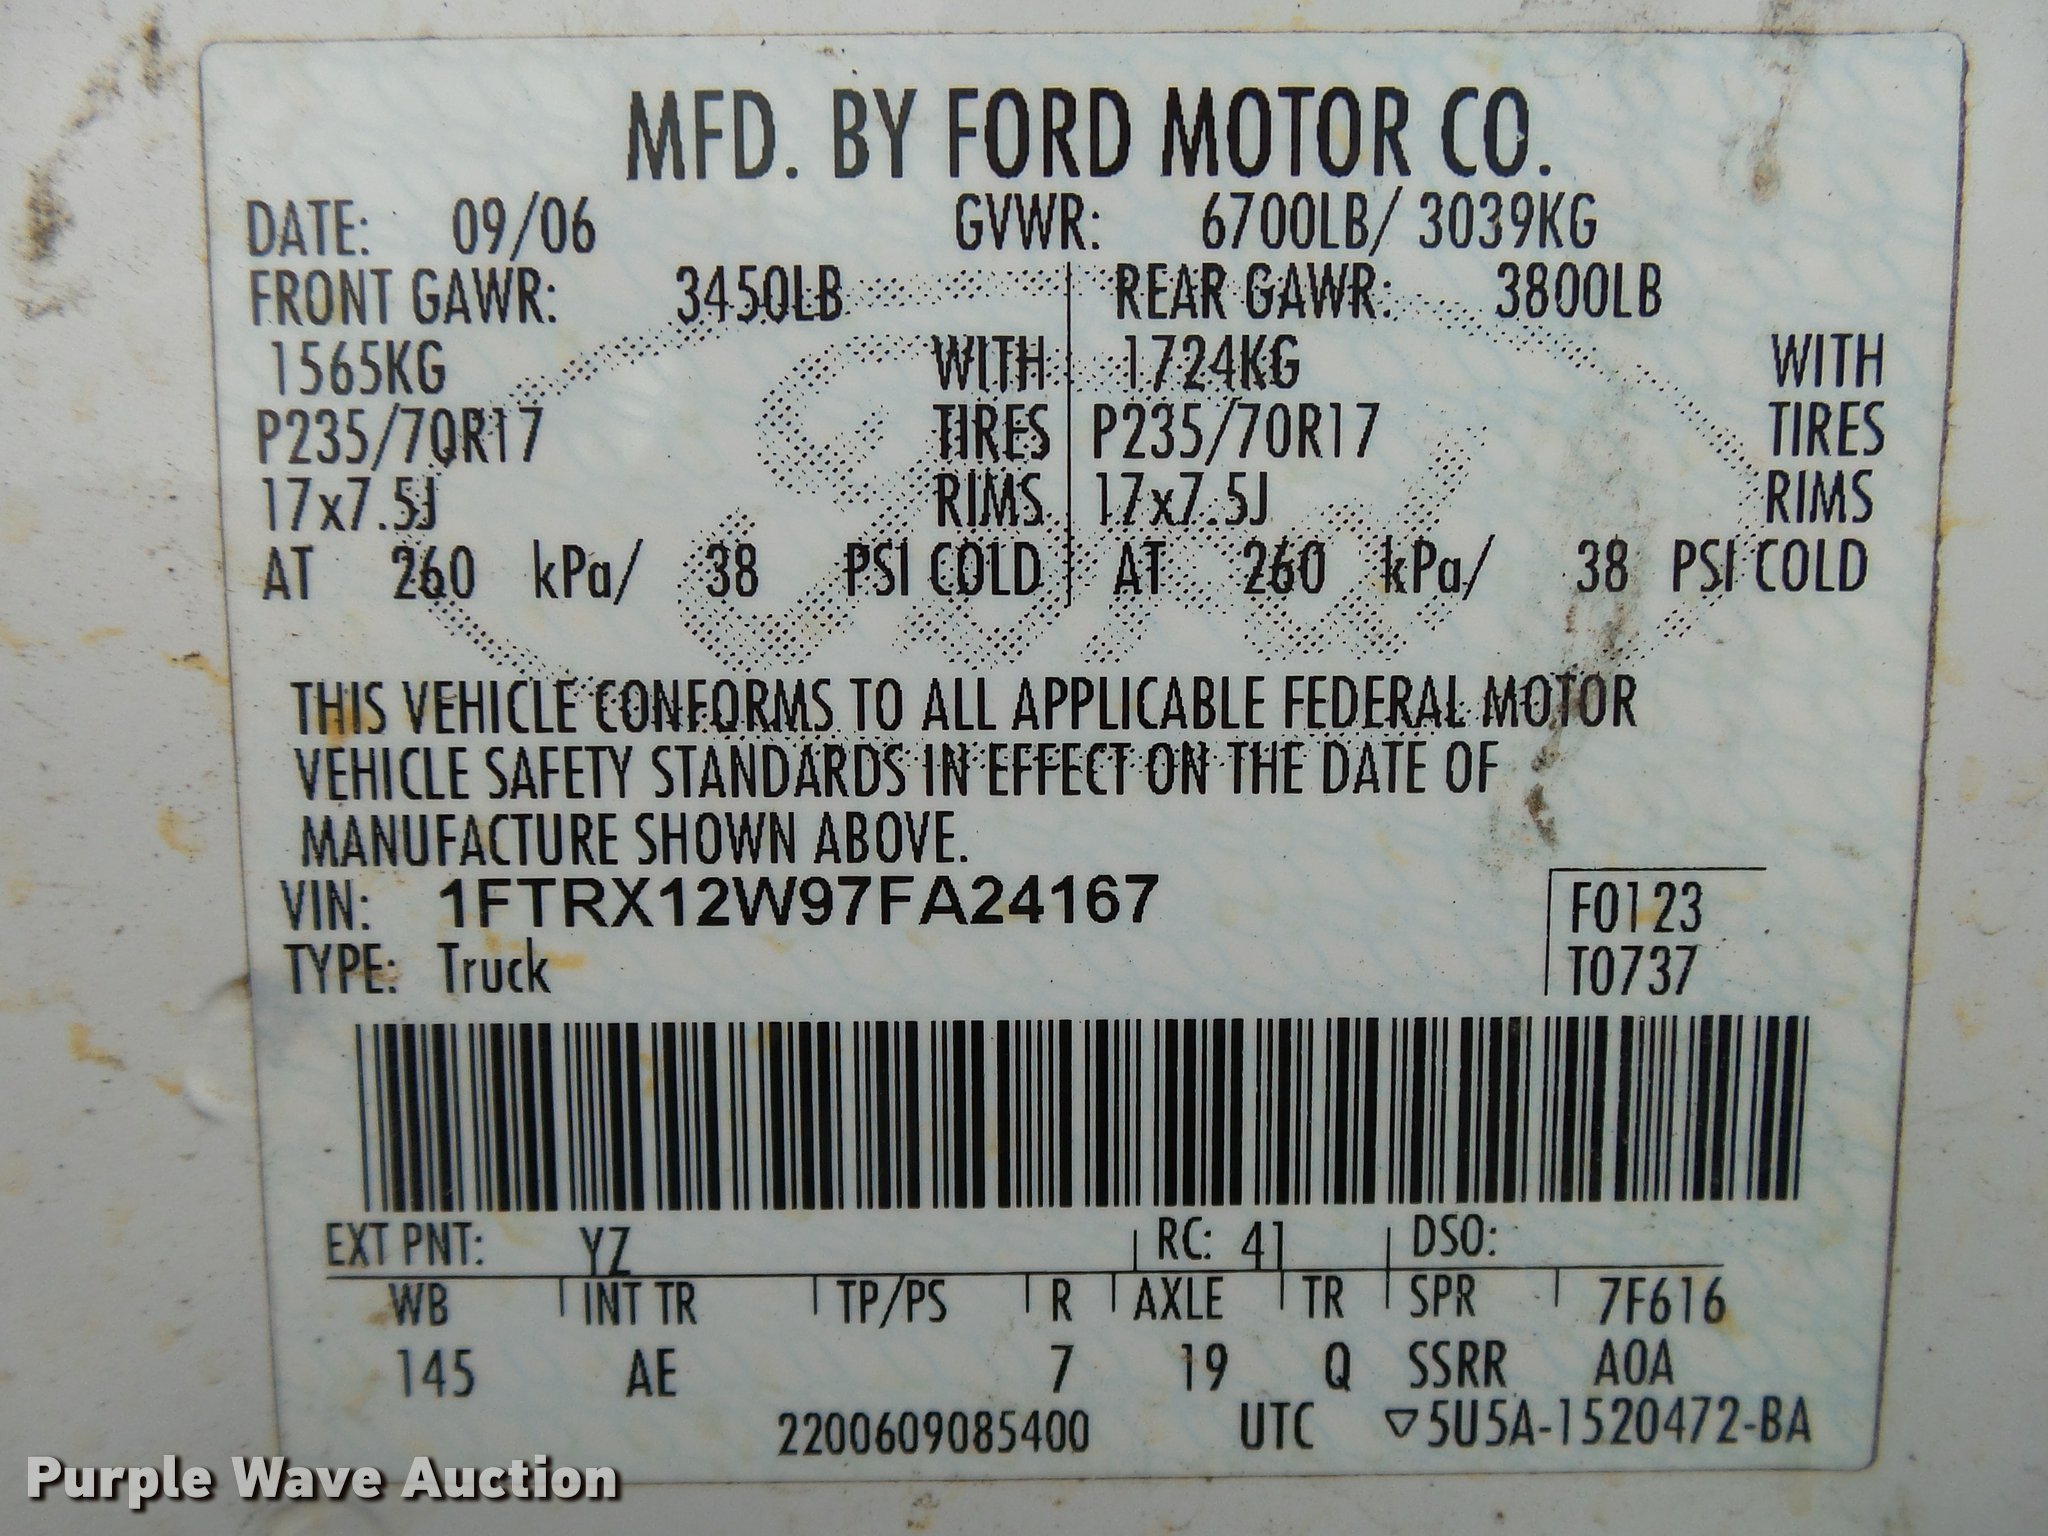 MFD. BY FORD MOTOR CO.
DATE: 09/06 GVWR: 6700LB/ 3039KG
FRONT GAWR: 3450LB REAR GAWR: 3800LB
1565KG WITH 1724KG WITH
P235/70R17 TIRES P235/70R17 TIRES
17x7.5J RIMS 17x7.5J RIMS
AT 260 kPa/ 38 PSI COLD AT 260 kPa/ 38 PSI COLD
THIS VEHICLE CONFORMS TO ALL APPLICABLE FEDERAL MOTOR
VEHICLE SAFETY STANDARDS IN EFFECT ON THE DATE OF
MANUFACTURE SHOWN ABOVE.
VIN: 1FTRX12W97FA24167 F0123
TYPE: Truck T0737
EXT PNT: YZ RC: 41 DSO:
WB INT TR TP/PS R AXLE TR SPR 7F616
145 AE 7 19 Q SSRR A0A
2200609085400 UTC ▽5U5A-1520472-BA
Purple Wave Auction